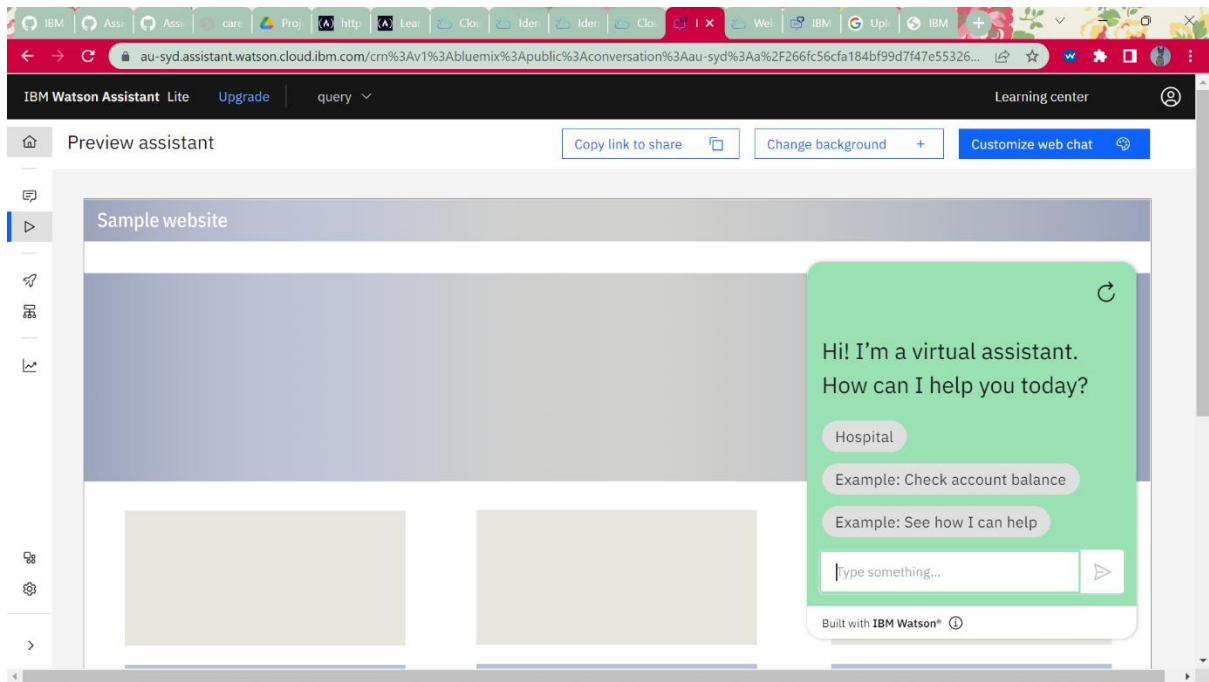 IBM
Assi
Assi
care
Proj
http
Lear
Clou
Iden
Iden
Clou
I
Wel
IBM
Upl
IBM
au-syd.assistant.watson.cloud.ibm.com/crn%3Av1%3Abluemix%3Apublic%3Aconversation%3Aau-syd%3Aa%2F266fc56cfa184bf99d7f47e55326...
IBM Watson Assistant Lite Upgrade query Learning center
Preview assistant Copy link to share Change background + Customize web chat
Sample website
Hi! I'm a virtual assistant.
How can I help you today?
Hospital
Example: Check account balance
Example: See how I can help
Type something...
Built with IBM Watson®